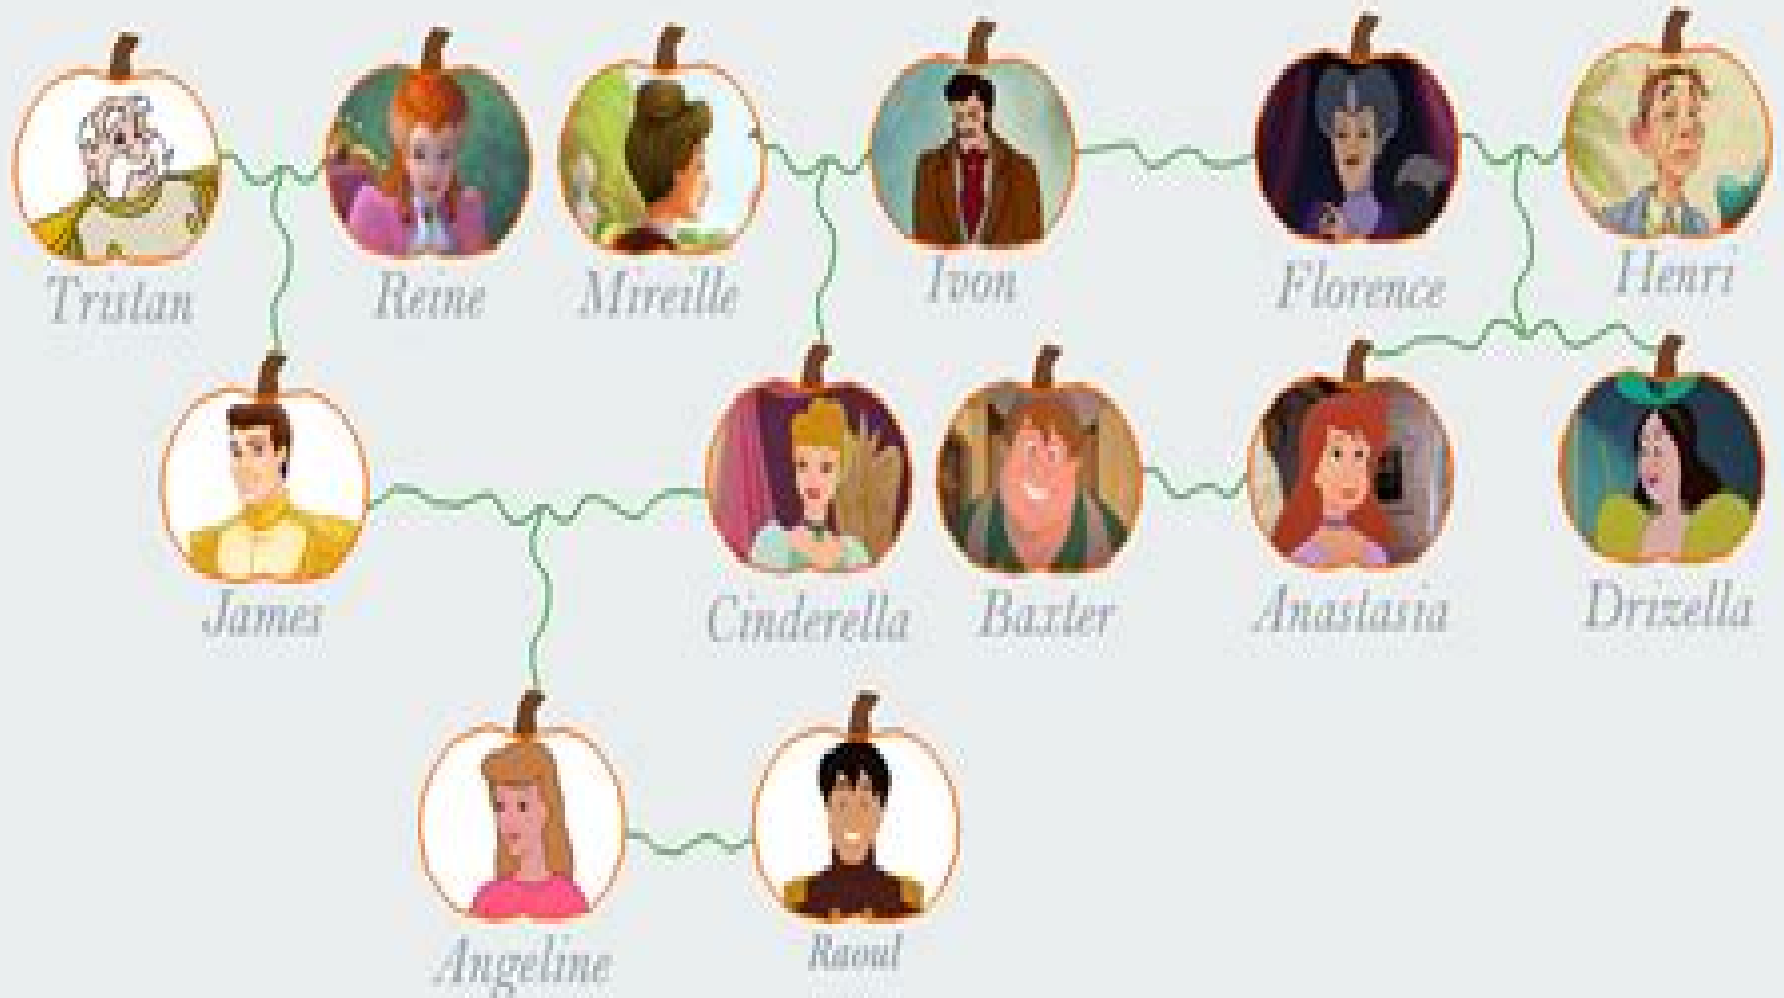 Tristan
Reine
Mireille
Ivon
Florence
Henri
James
Cinderella
Baxter
Anastasia
Drizella
Angeline
Raoul